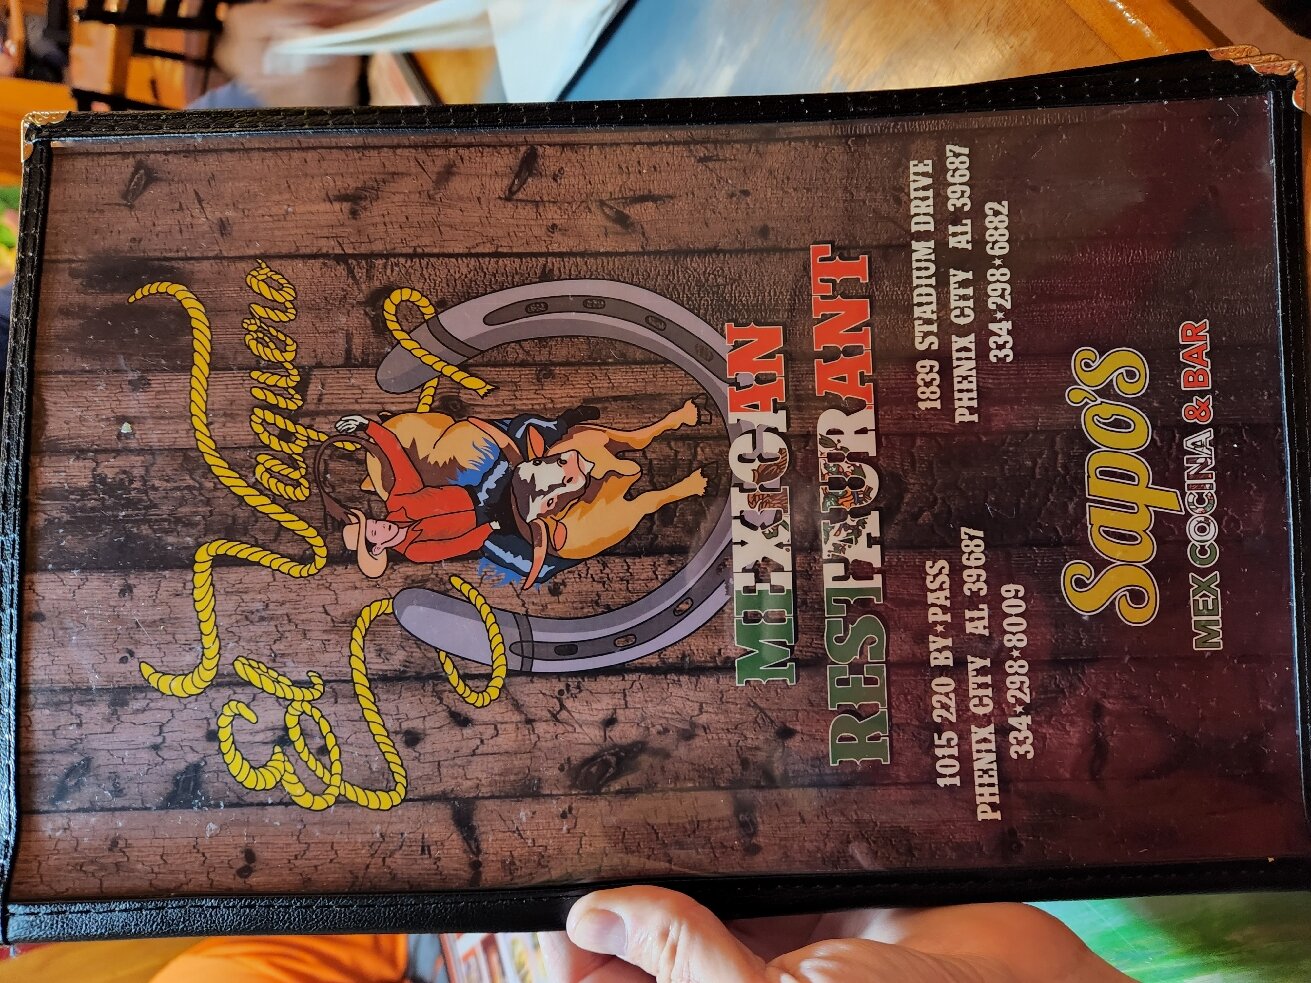 El Vaquero
MEXICAN
RESTAURANT
1015 220 BY★PASS
PHENIX CITY AL 39687
334★298★8009
1839 STADIUM DRIVE
PHENIX CITY AL 39687
334★298★6882
Sapo's
MEX COCINA & BAR